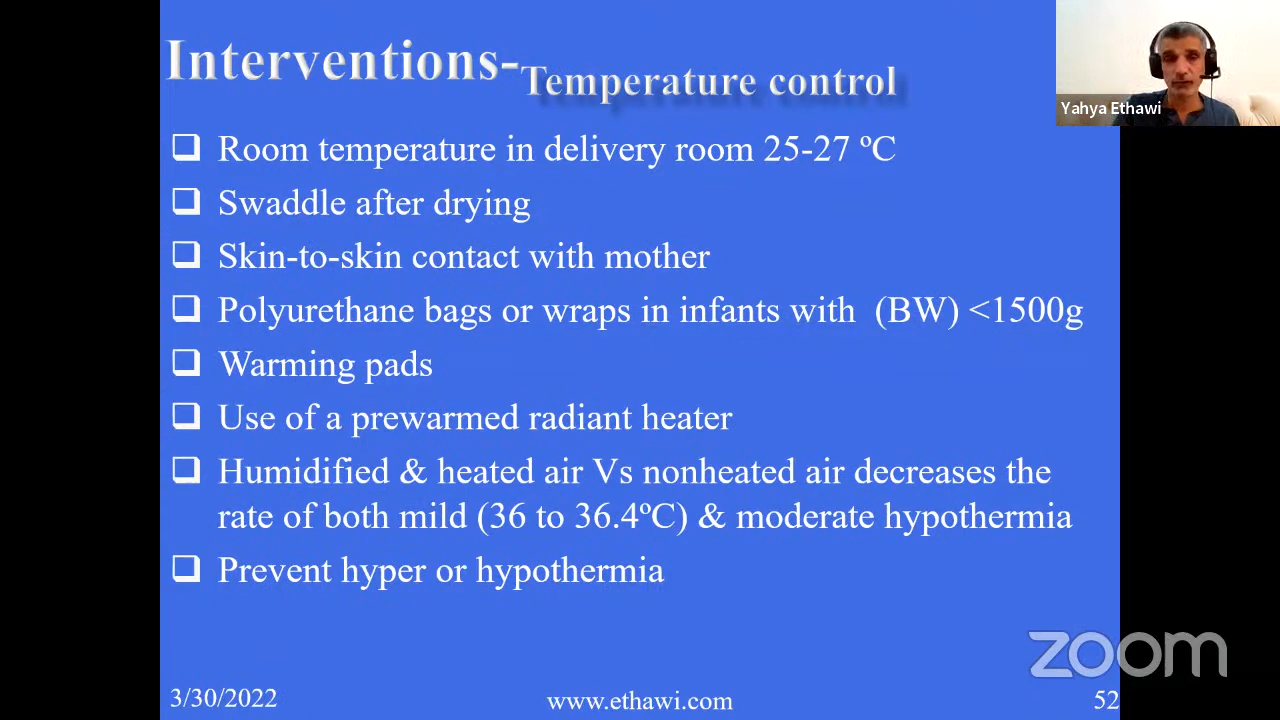 Interventions-Temperature control
Yahya Ethawi
❑ Room temperature in delivery room 25-27 ºC
❑ Swaddle after drying
❑ Skin-to-skin contact with mother
❑ Polyurethane bags or wraps in infants with (BW) <1500g
❑ Warming pads
❑ Use of a prewarmed radiant heater
❑ Humidified & heated air Vs nonheated air decreases the
rate of both mild (36 to 36.4ºC) & moderate hypothermia
❑ Prevent hyper or hypothermia
zoom
3/30/2022
www.ethawi.com
52